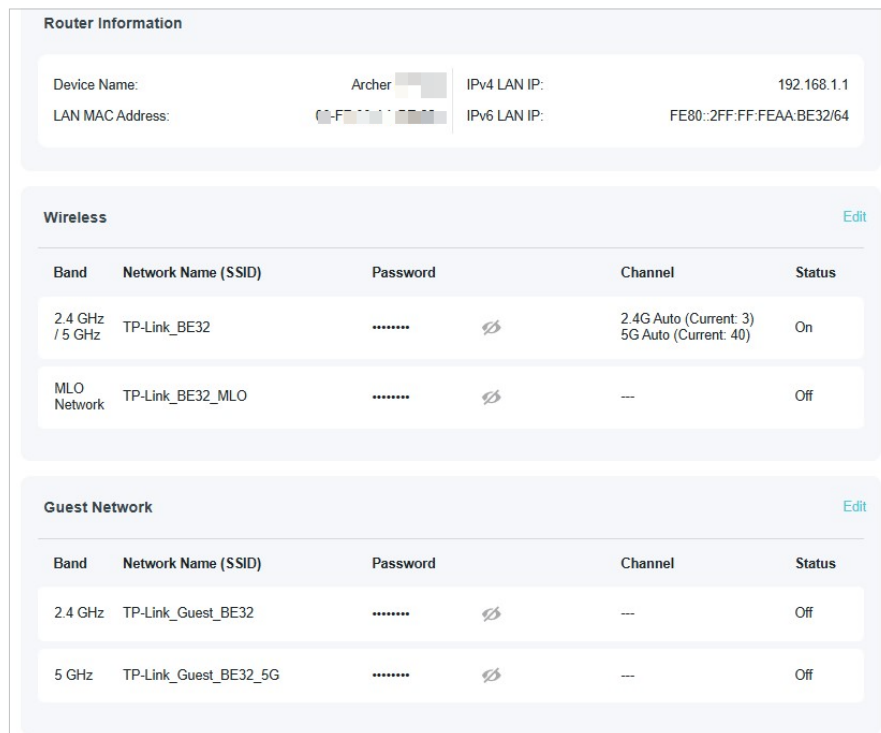 Router Information
Device Name: Archer IPv4 LAN IP: 192.168.1.1
LAN MAC Address: IPv6 LAN IP: FE80::2FF:FF:FEAA:BE32/64
Wireless Edit
Band Network Name (SSID) Password Channel Status
2.4 GHz / 5 GHz TP-Link_BE32 •••••••• 2.4G Auto (Current: 3) On
5G Auto (Current: 40)
MLO Network TP-Link_BE32_MLO •••••••• --- Off
Guest Network Edit
Band Network Name (SSID) Password Channel Status
2.4 GHz TP-Link_Guest_BE32 •••••••• --- Off
5 GHz TP-Link_Guest_BE32_5G •••••••• --- Off